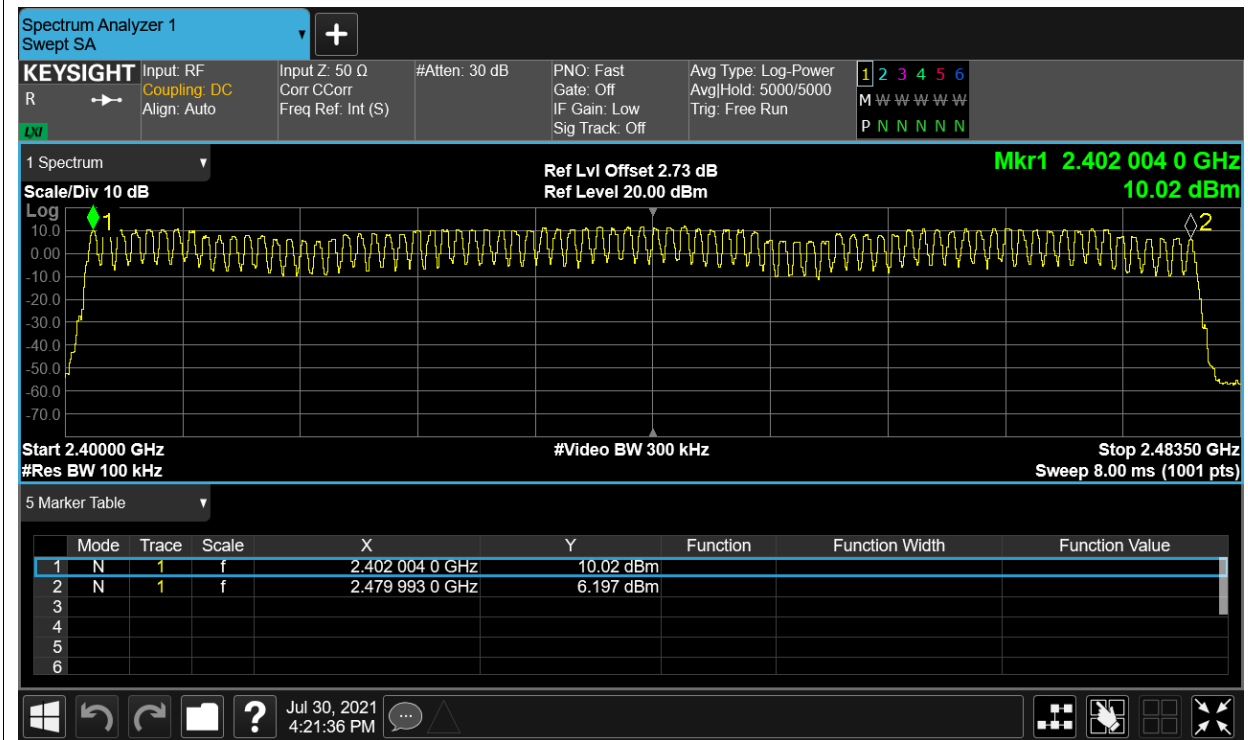 Spectrum Analyzer 1
Swept SA
KEYSIGHT Input: RF Input Z: 50 Ω #Atten: 30 dB PNO: Fast Avg Type: Log-Power 1 2 3 4 5 6
R Coupling: DC Corr CCorr Gate: Off Avg|Hold: 5000/5000 M W W W W W
Align: Auto Freq Ref: Int (S) IF Gain: Low Trig: Free Run
LXI Sig Track: Off P N N N N N
1 Spectrum Ref Lvl Offset 2.73 dB Mkr1 2.402 004 0 GHz
Scale/Div 10 dB Ref Level 20.00 dBm 10.02 dBm
Log
1 2
10.0
0.00
-10.0
-20.0
-30.0
-40.0
-50.0
-60.0
-70.0
Start 2.40000 GHz #Video BW 300 kHz Stop 2.48350 GHz
#Res BW 100 kHz Sweep 8.00 ms (1001 pts)
5 Marker Table
Mode Trace Scale X Y Function Function Width Function Value
1 N 1 f 2.402 004 0 GHz 10.02 dBm
2 N 1 f 2.479 993 0 GHz 6.197 dBm
3
4
5
6
? Jul 30, 2021
4:21:36 PM